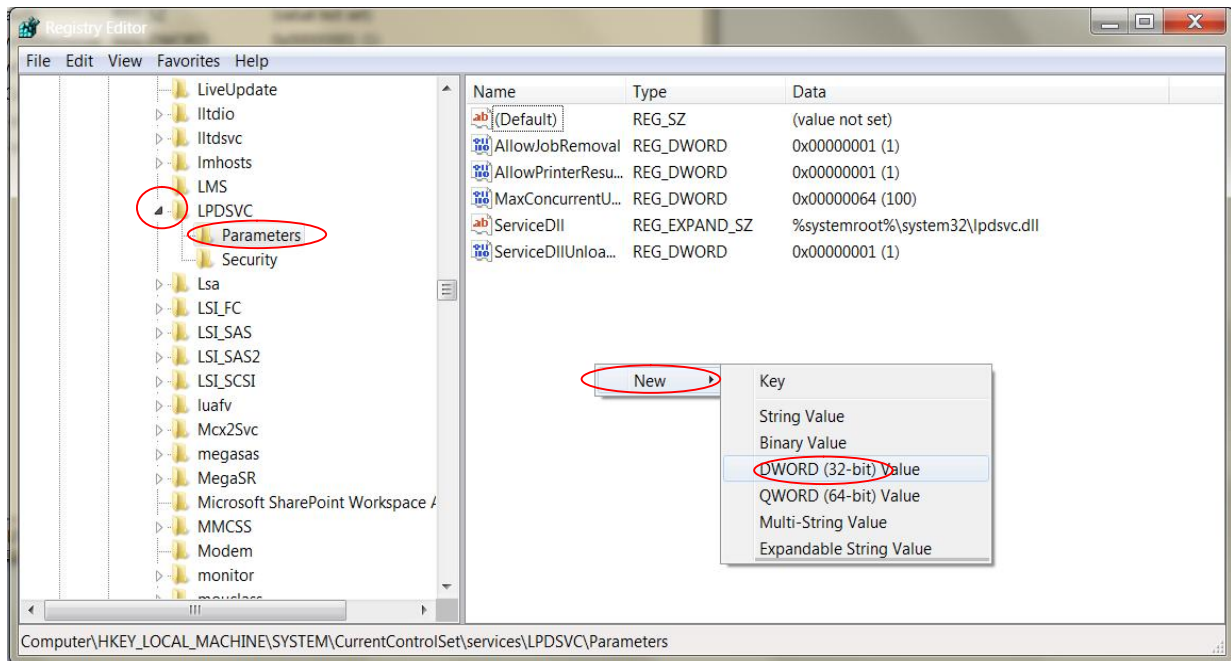 Registry Editor
File Edit View Favorites Help
LiveUpdate
lltdio
lltdsvc
lmhosts
LMS
LPDSVC
Parameters
Security
Lsa
LSI_FC
LSI_SAS
LSI_SAS2
LSI_SCSI
luafv
Mcx2Svc
megasas
MegaSR
Microsoft SharePoint Workspace A
MMCSS
Modem
monitor
mouclass
Name Type Data
(Default) REG_SZ (value not set)
AllowJobRemoval REG_DWORD 0x00000001 (1)
AllowPrinterResu... REG_DWORD 0x00000001 (1)
MaxConcurrentU... REG_DWORD 0x00000064 (100)
ServiceDll REG_EXPAND_SZ %systemroot%\system32\lpdsvc.dll
ServiceDllUnloa... REG_DWORD 0x00000001 (1)
New
Key
String Value
Binary Value
DWORD (32-bit) Value
QWORD (64-bit) Value
Multi-String Value
Expandable String Value
Computer\HKEY_LOCAL_MACHINE\SYSTEM\CurrentControlSet\services\LPDSVC\Parameters